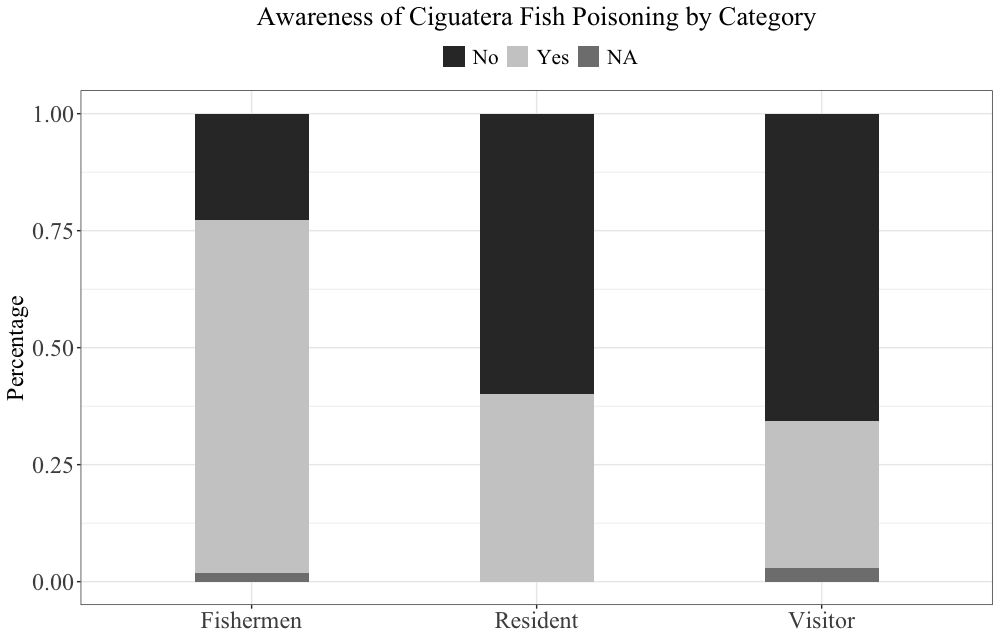 Awareness of Ciguatera Fish Poisoning by Category
No Yes NA
1.00
0.75
0.50
0.25
0.00
Percentage
Fishermen Resident Visitor